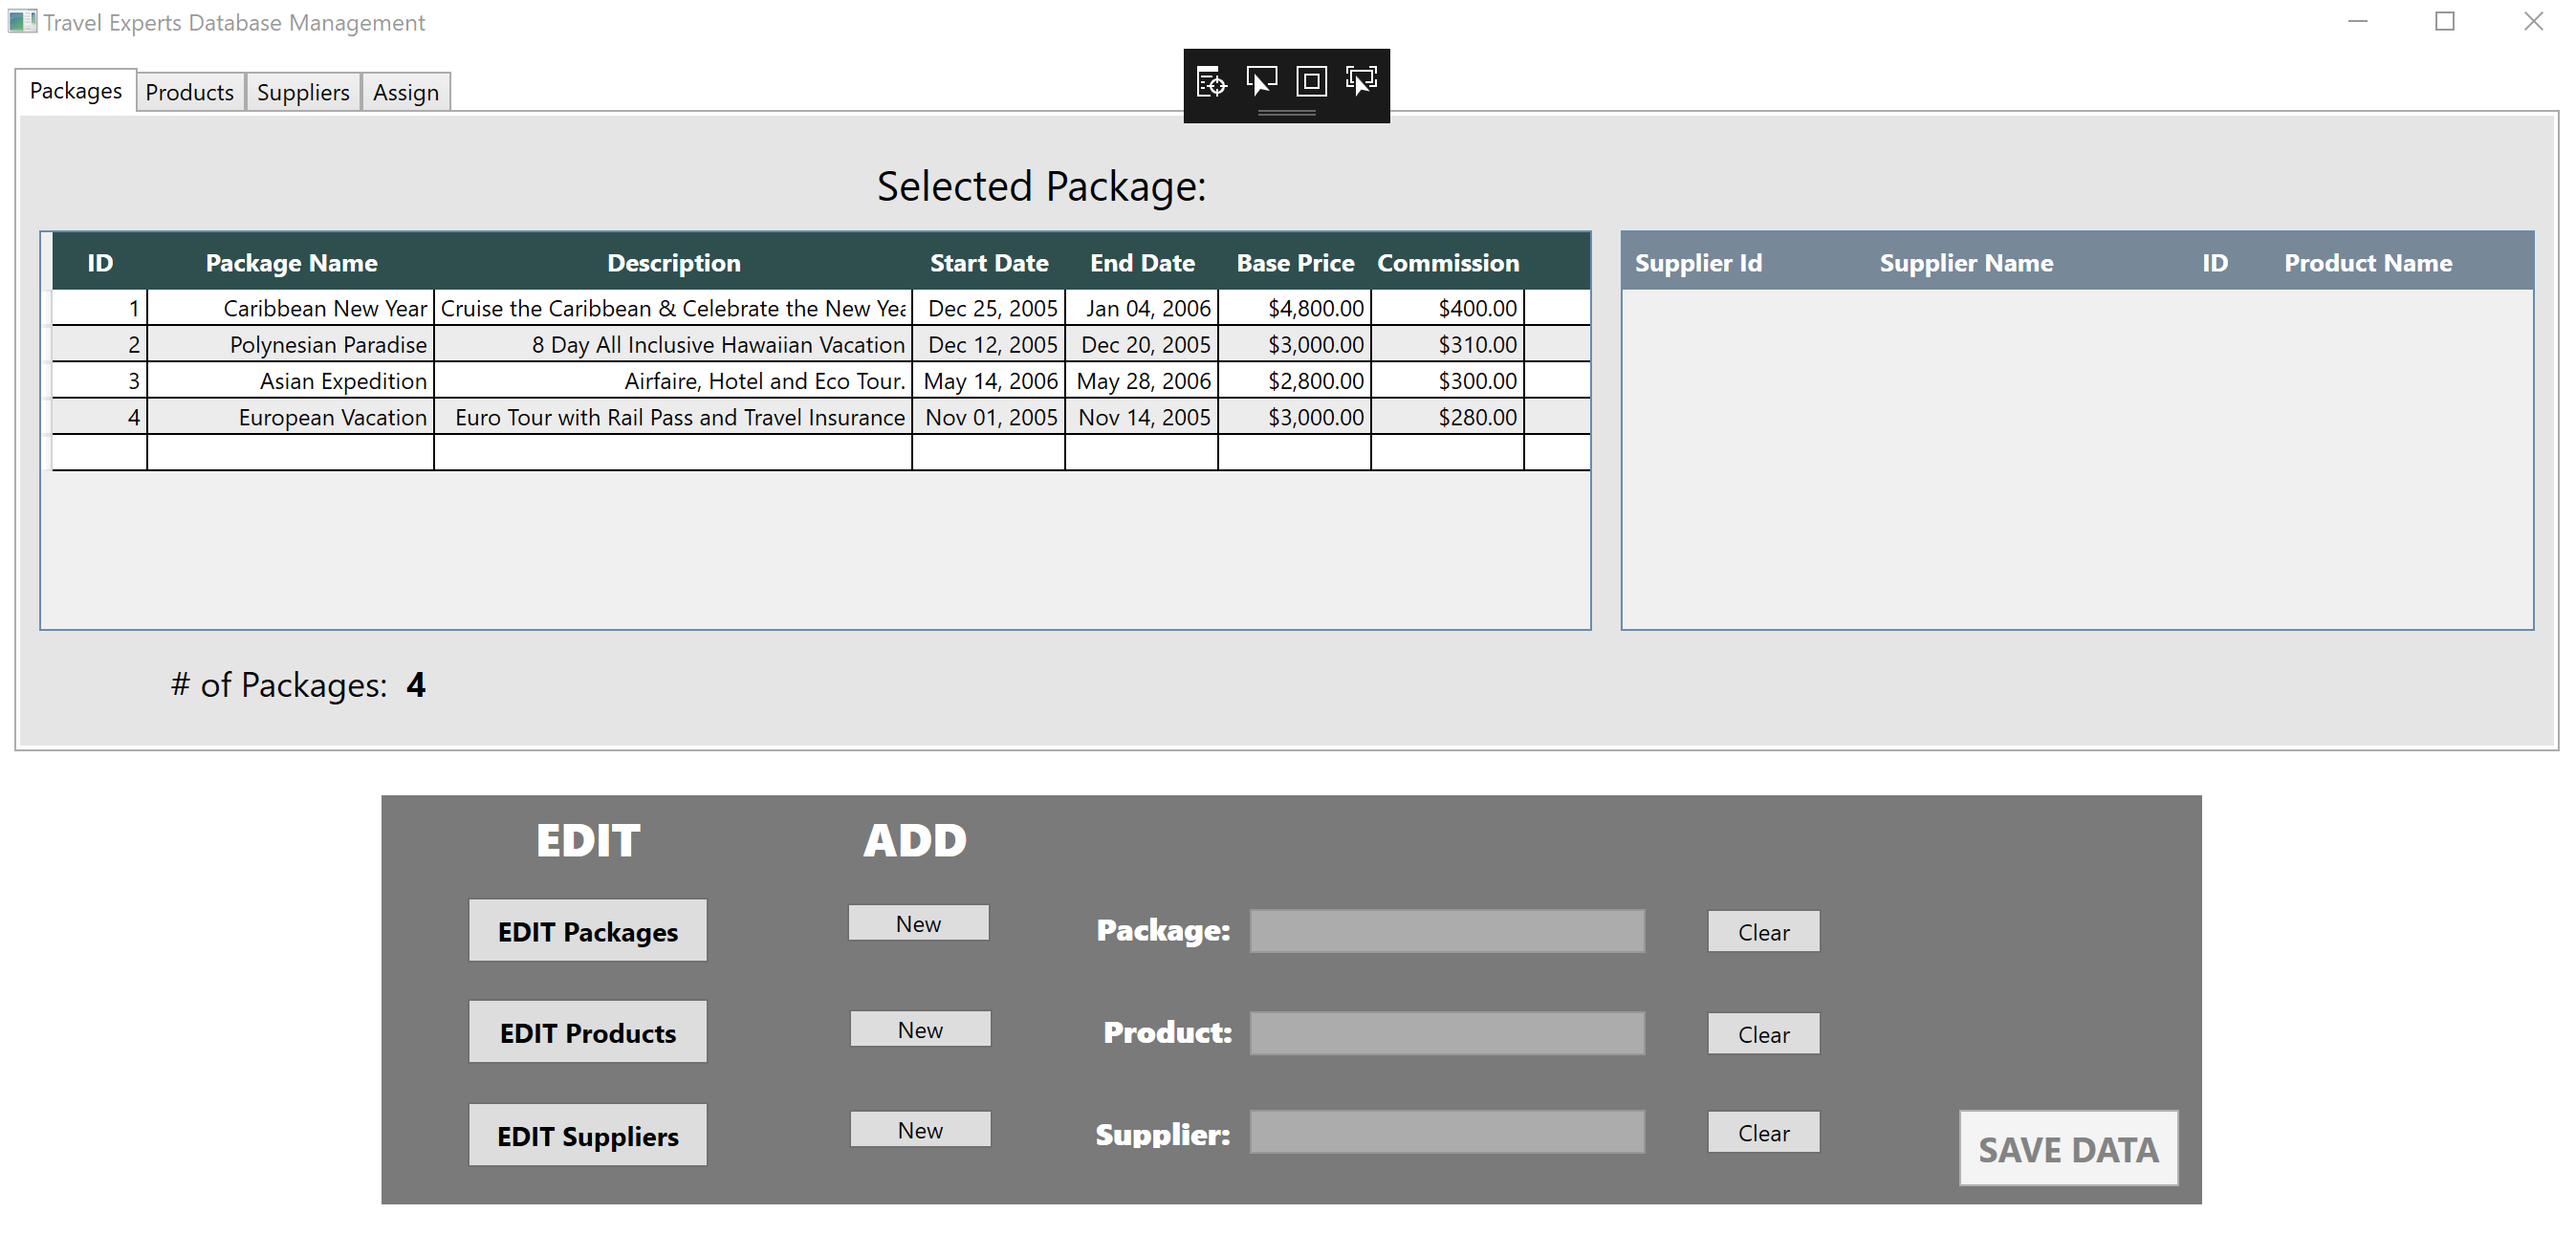 Travel Experts Database Management
Packages Products Suppliers Assign
Selected Package:
ID Package Name Description Start Date End Date Base Price Commission
1 Caribbean New Year Cruise the Caribbean & Celebrate the New Yea Dec 25, 2005 Jan 04, 2006 $4,800.00 $400.00
2 Polynesian Paradise 8 Day All Inclusive Hawaiian Vacation Dec 12, 2005 Dec 20, 2005 $3,000.00 $310.00
3 Asian Expedition Airfaire, Hotel and Eco Tour. May 14, 2006 May 28, 2006 $2,800.00 $300.00
4 European Vacation Euro Tour with Rail Pass and Travel Insurance Nov 01, 2005 Nov 14, 2005 $3,000.00 $280.00
Supplier Id Supplier Name ID Product Name
# of Packages: 4
EDIT ADD
EDIT Packages New Package: Clear
EDIT Products New Product: Clear
EDIT Suppliers New Supplier: Clear
SAVE DATA